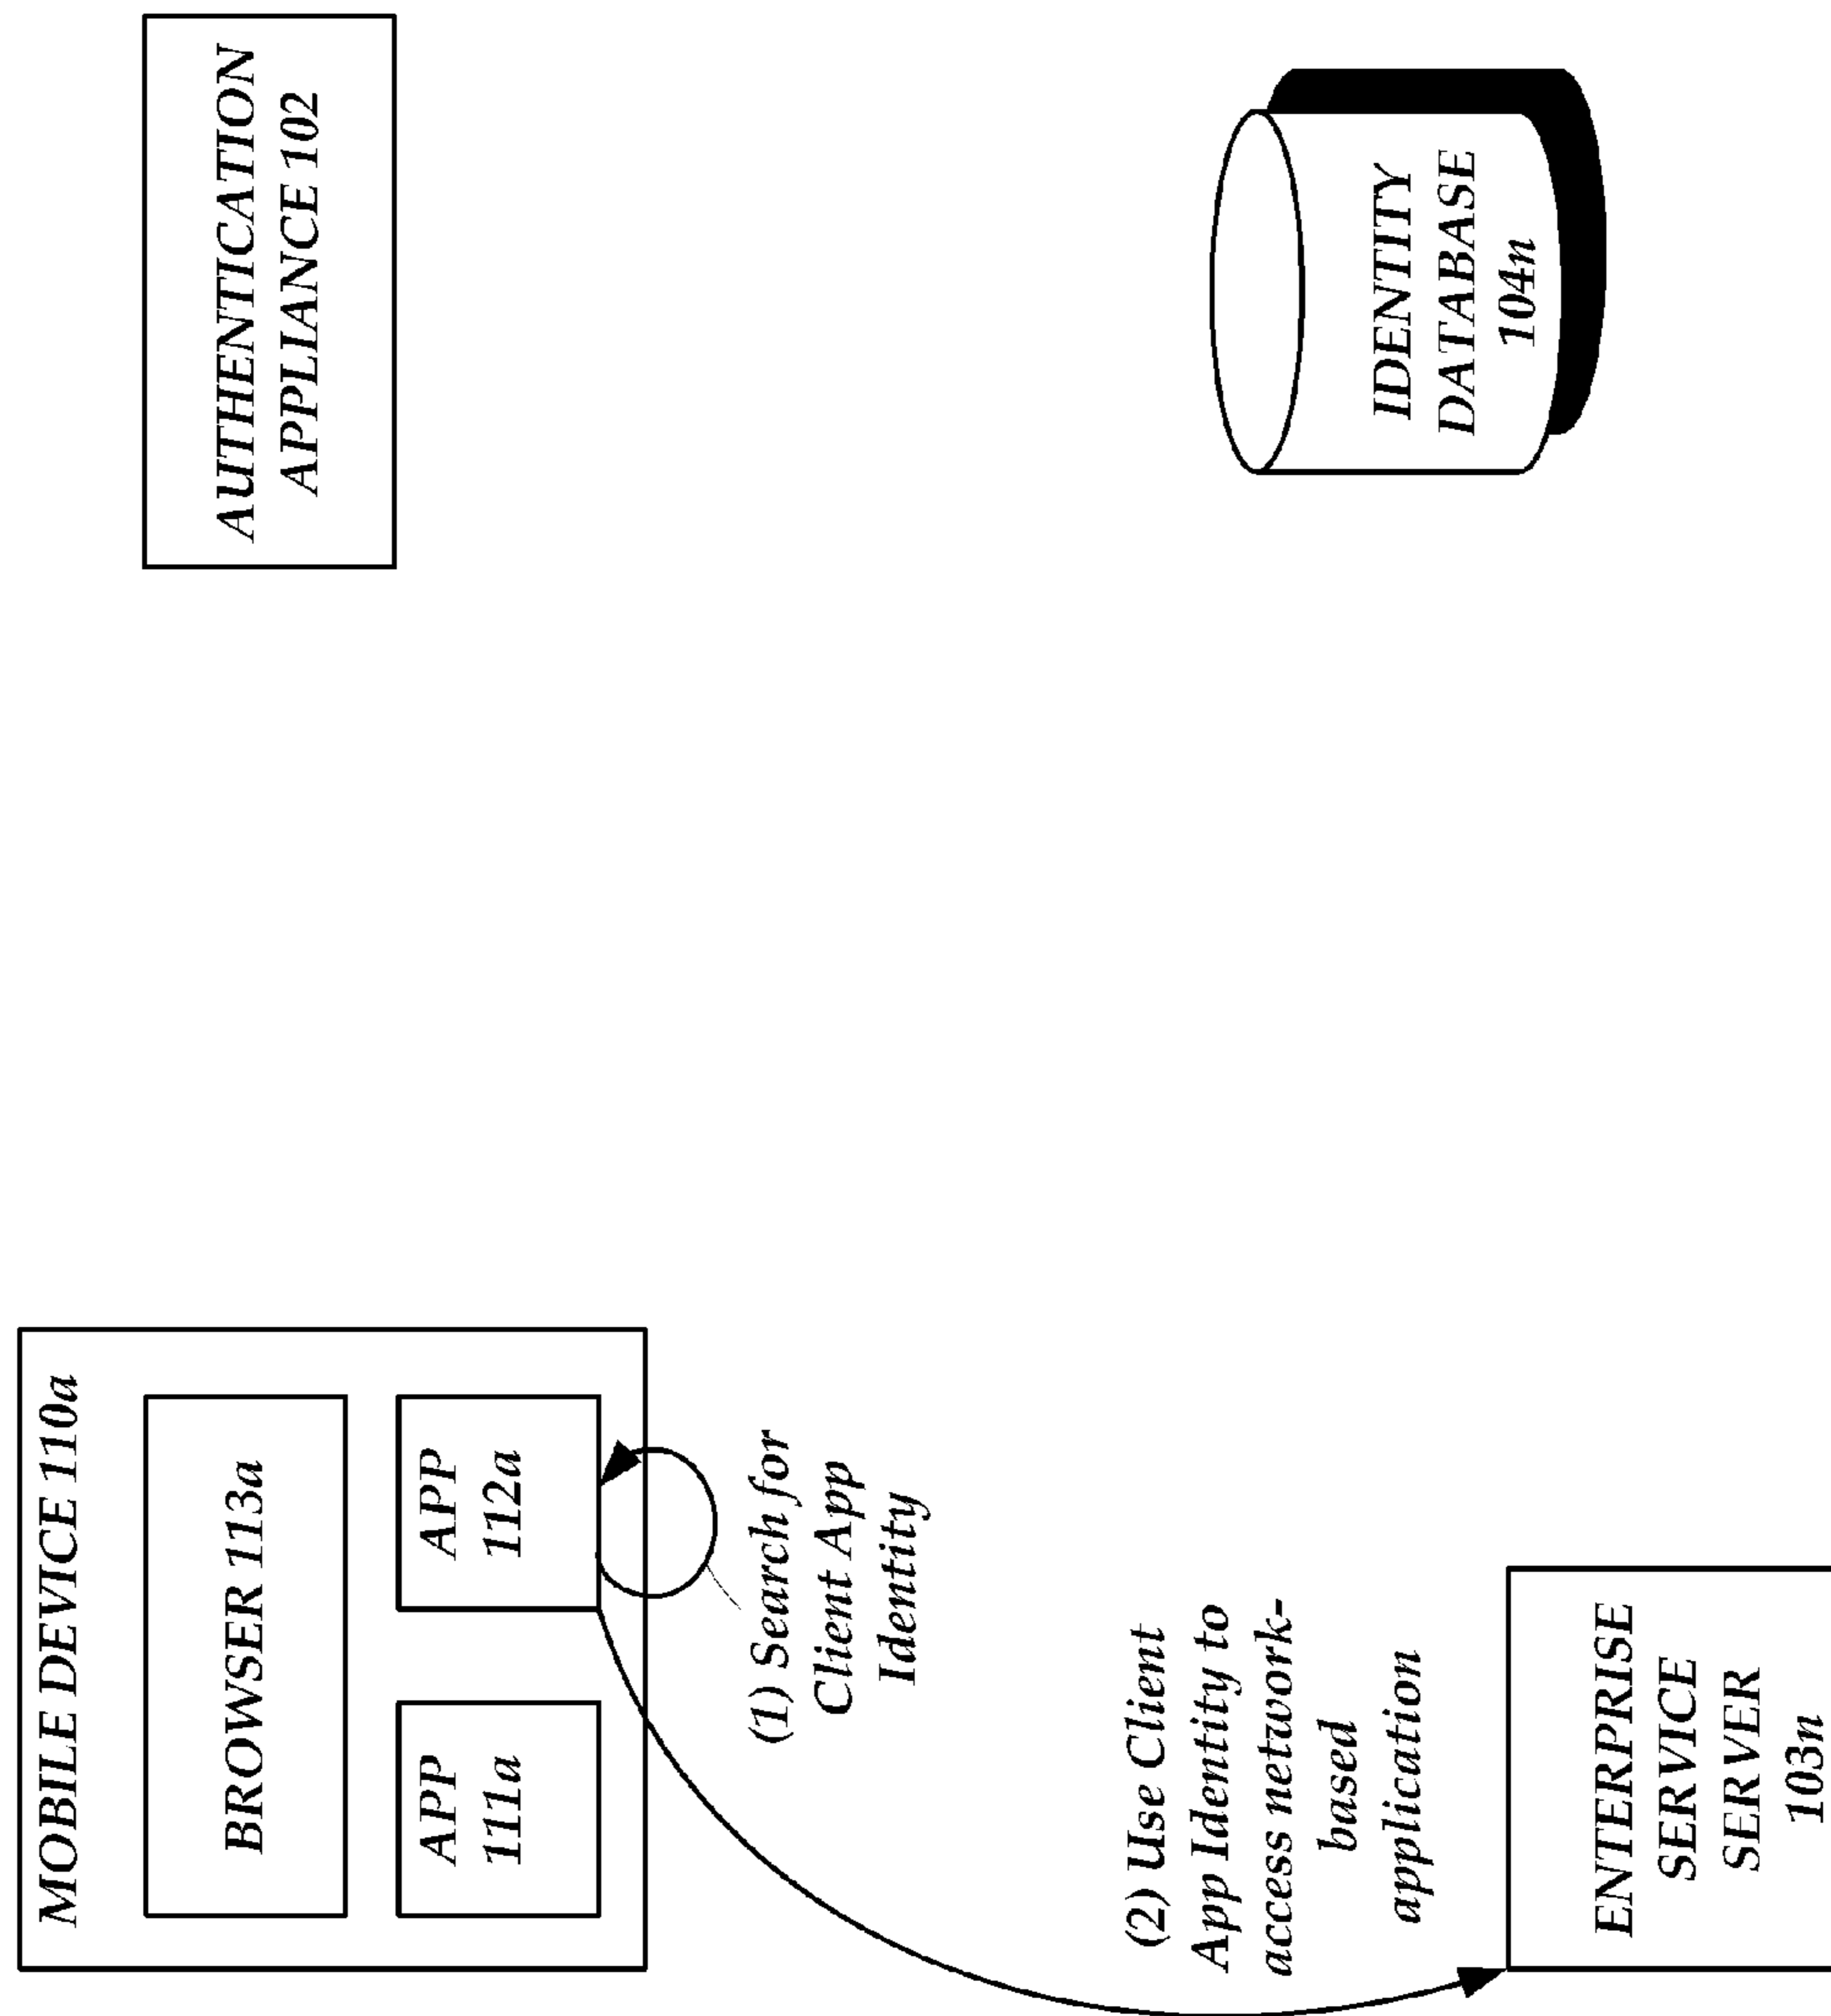 MOBILE DEVICE 110a
BROWSER 113a
APP
111a
APP
112a
AUTHENTICATION
APPLIANCE 102
(1) Search for
Client App
Identity
(2) Use Client
App Identity to
access network-
based
application
ENTERPRISE
SERVICE
SERVER
103n
IDENTITY
DATABASE
104n